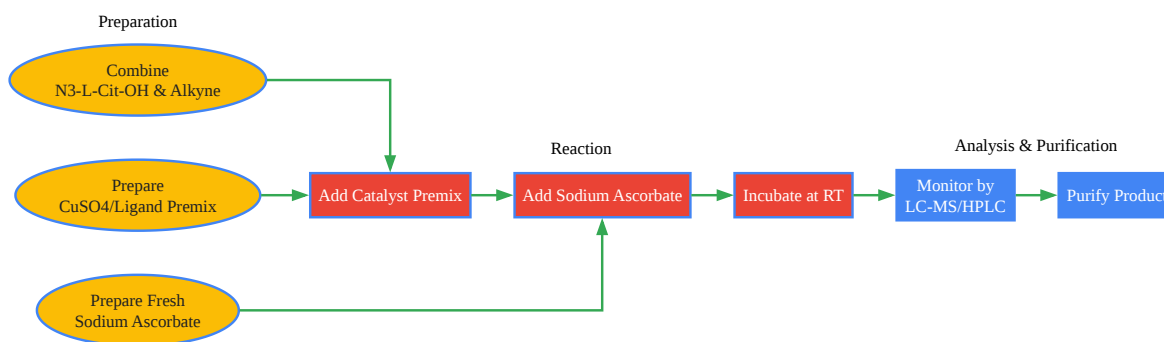 Preparation
Combine
N3-L-Cit-OH & Alkyne
Prepare
CuSO4/Ligand Premix
Prepare Fresh
Sodium Ascorbate
Reaction
Add Catalyst Premix
Add Sodium Ascorbate
Incubate at RT
Analysis & Purification
Monitor by
LC-MS/HPLC
Purify Product